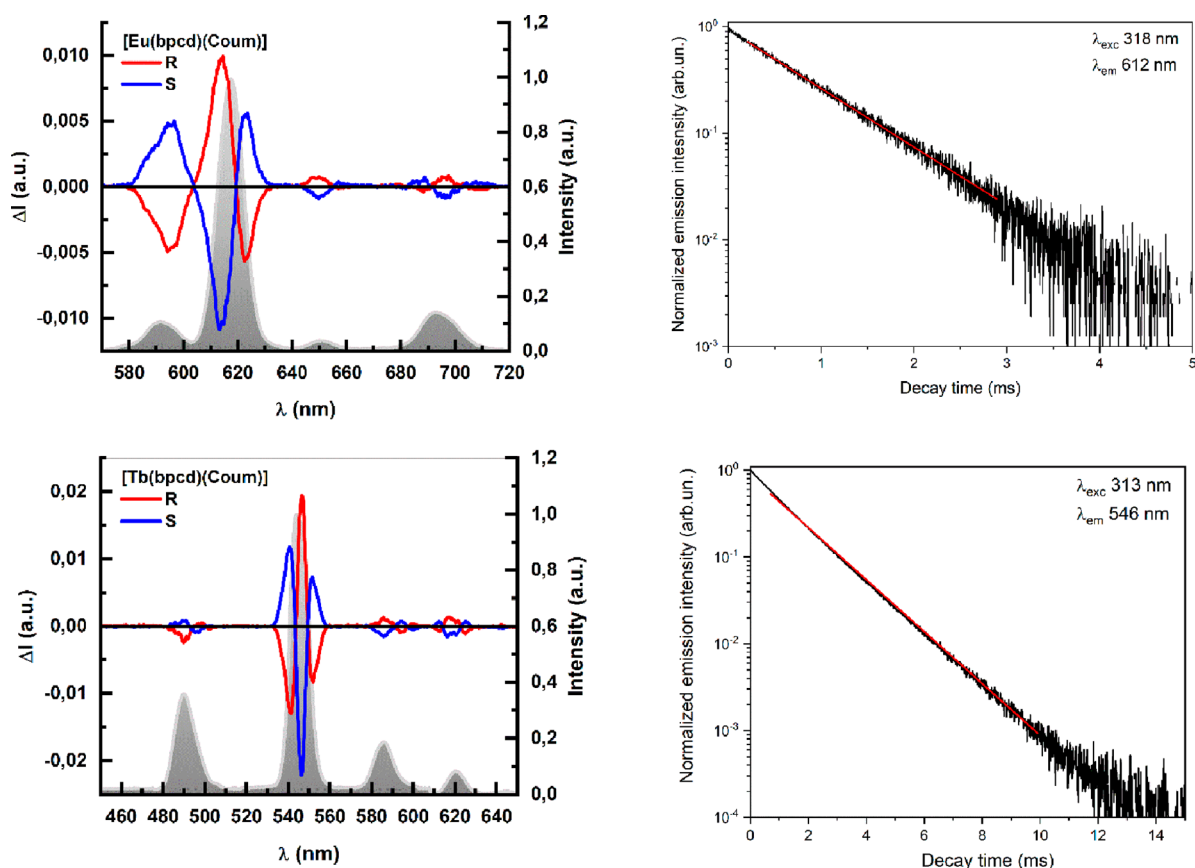 [Eu(bpcd)(Coum)]
R
S
0,010
0,005
0,000
-0,005
-0,010
ΔI (a.u.)
1,2
1,0
0,8
0,6
0,4
0,2
0,0
Intensity (a.u.)
580 600 620 640 660 680 700 720
λ (nm)
λexc 318 nm
λem 612 nm
10^0
10^-1
10^-2
10^-3
Normalized emission intesnsity (arb.un.)
0 1 2 3 4 5
Decay time (ms)
[Tb(bpcd)(Coum)]
R
S
0,02
0,01
0,00
-0,01
-0,02
ΔI (a.u.)
1,2
1,0
0,8
0,6
0,4
0,2
0,0
Intensity (a.u.)
460 480 500 520 540 560 580 600 620 640
λ (nm)
λexc 313 nm
λem 546 nm
10^0
10^-1
10^-2
10^-3
10^-4
Normalized emission intensity (arb.un.)
0 2 4 6 8 10 12 14
Decay time (ms)